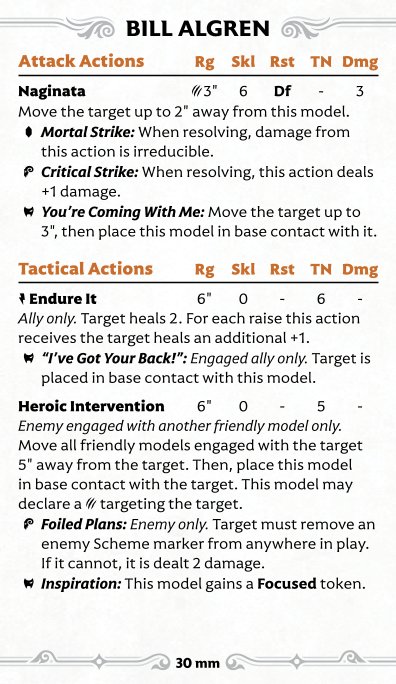 BILL ALGREN
Attack Actions Rg Skl Rst TN Dmg
Naginata 3" 6 Df - 3
Move the target up to 2" away from this model.
Mortal Strike: When resolving, damage from
this action is irreducible.
Critical Strike: When resolving, this action deals
+1 damage.
You're Coming With Me: Move the target up to
3", then place this model in base contact with it.
Tactical Actions Rg Skl Rst TN Dmg
Endure It 6" 0 - 6 -
Ally only. Target heals 2. For each raise this action
receives the target heals an additional +1.
"I've Got Your Back!": Engaged ally only. Target is
placed in base contact with this model.
Heroic Intervention 6" 0 - 5 -
Enemy engaged with another friendly model only.
Move all friendly models engaged with the target
5" away from the target. Then, place this model
in base contact with the target. This model may
declare a targeting the target.
Foiled Plans: Enemy only. Target must remove an
enemy Scheme marker from anywhere in play.
If it cannot, it is dealt 2 damage.
Inspiration: This model gains a Focused token.
30 mm